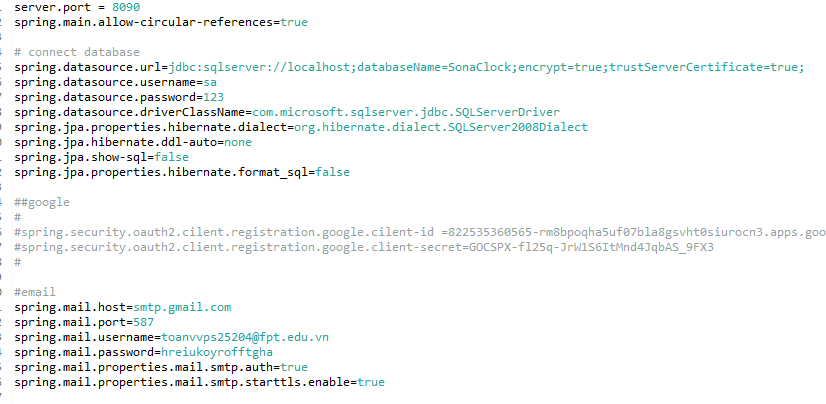 server.port = 8090
spring.main.allow-circular-references=true
# connect database
spring.datasource.url=jdbc:sqlserver://localhost;databaseName=SonaClock;encrypt=true;trustServerCertificate=true;
spring.datasource.username=sa
spring.datasource.password=123
spring.datasource.driverClassName=com.microsoft.sqlserver.jdbc.SQLServerDriver
spring.jpa.properties.hibernate.dialect=org.hibernate.dialect.SQLServer2008Dialect
spring.jpa.hibernate.ddl-auto=none
spring.jpa.show-sql=false
spring.jpa.properties.hibernate.format_sql=false
##google
#
#spring.security.oauth2.cilent.registration.google.cilent-id =822535360565-rm8bpoqha5uf07bla8gsvht0siurocn3.apps.goo
#spring.security.oauth2.cilent.registration.google.client-secret=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
#
#email
spring.mail.host=smtp.gmail.com
spring.mail.port=587
spring.mail.username=toanvvps25204@fpt.edu.vn
spring.mail.password=hreiukoyrofftgha
spring.mail.properties.mail.smtp.auth=true
spring.mail.properties.mail.smtp.starttls.enable=true